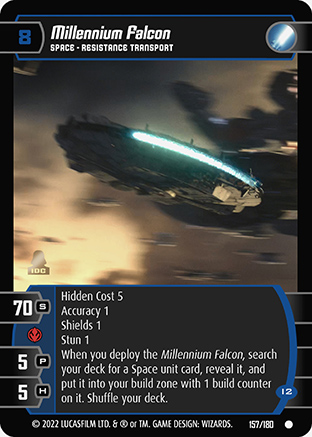 8
Millennium Falcon
SPACE - RESISTANCE TRANSPORT
IDC
70 S
5 P
5 H
Hidden Cost 5
Accuracy 1
Shields 1
Stun 1
When you deploy the Millennium Falcon, search
your deck for a Space unit card, reveal it, and
put it into your build zone with 1 build counter
on it. Shuffle your deck.
12
© 2022 LUCASFILM LTD. & ® or TM. GAME DESIGN: WIZARDS.
157/180